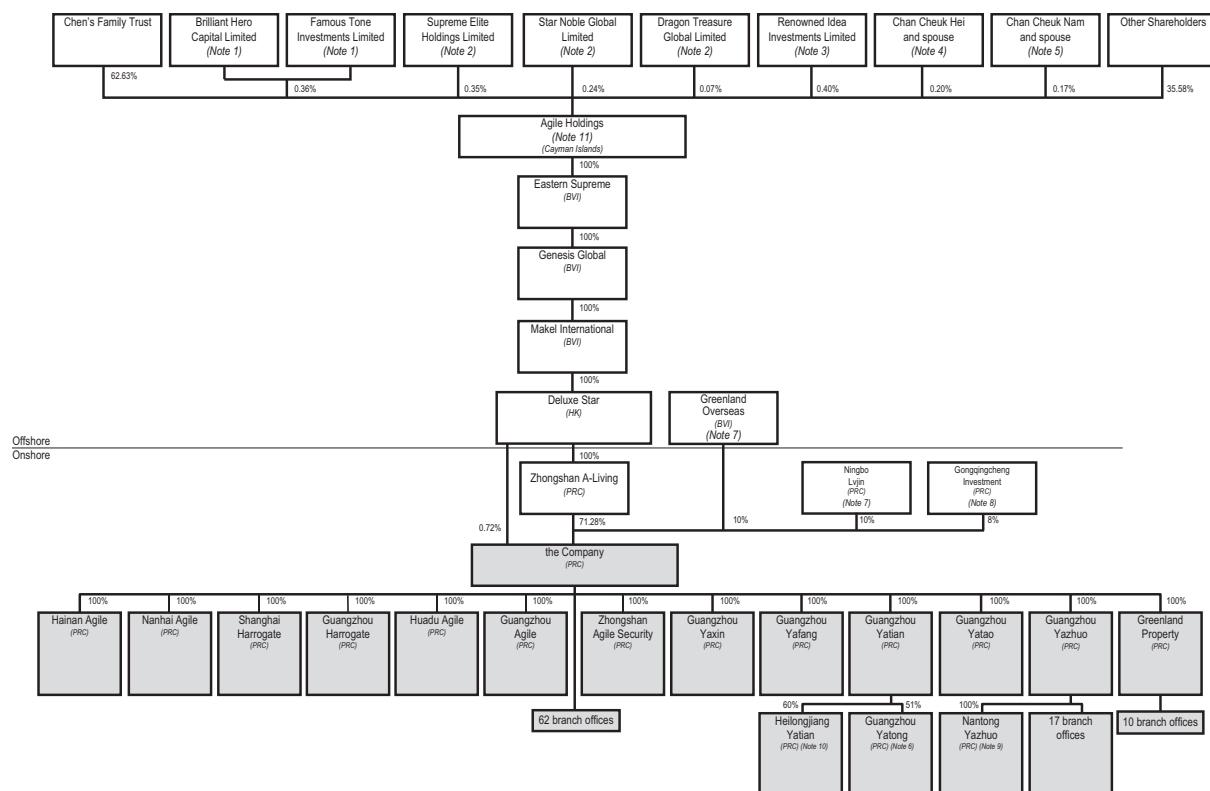 Chen's Family Trust
Brilliant Hero
Capital Limited
(Note 1)
Famous Tone
Investments Limited
(Note 1)
Supreme Elite
Holdings Limited
(Note 2)
Star Noble Global
Limited
(Note 2)
Dragon Treasure
Global Limited
(Note 2)
Renowned Idea
Investments Limited
(Note 3)
Chan Cheuk Hei
and spouse
(Note 4)
Chan Cheuk Nam
and spouse
(Note 5)
Other Shareholders
62.63%
0.36%
0.35%
0.24%
0.07%
0.40%
0.20%
0.17%
35.58%
Agile Holdings
(Note 11)
(Cayman Islands)
100%
Eastern Supreme
(BVI)
100%
Genesis Global
(BVI)
100%
Makel International
(BVI)
100%
Deluxe Star
(HK)
Greenland
Overseas
(BVI)
(Note 7)
Offshore
Onshore
100%
Zhongshan A-Living
(PRC)
Ningbo
Lvjin
(PRC)
(Note 7)
Gongqingcheng
Investment
(PRC)
(Note 8)
0.72%
71.28%
10%
10%
8%
the Company
(PRC)
100%
100%
100%
100%
100%
100%
100%
100%
100%
100%
100%
100%
100%
Hainan Agile
(PRC)
Nanhai Agile
(PRC)
Shanghai
Harrogate
(PRC)
Guangzhou
Harrogate
(PRC)
Huadu Agile
(PRC)
Guangzhou
Agile
(PRC)
Zhongshan
Agile Security
(PRC)
Guangzhou
Yaxin
(PRC)
Guangzhou
Yafang
(PRC)
Guangzhou
Yatian
(PRC)
Guangzhou
Yatao
(PRC)
Guangzhou
Yazhuo
(PRC)
Greenland
Property
(PRC)
62 branch offices
60%
51%
100%
Heilongjiang
Yatian
(PRC) (Note 10)
Guangzhou
Yatong
(PRC) (Note 6)
Nantong
Yazhuo
(PRC) (Note 9)
17 branch
offices
10 branch offices